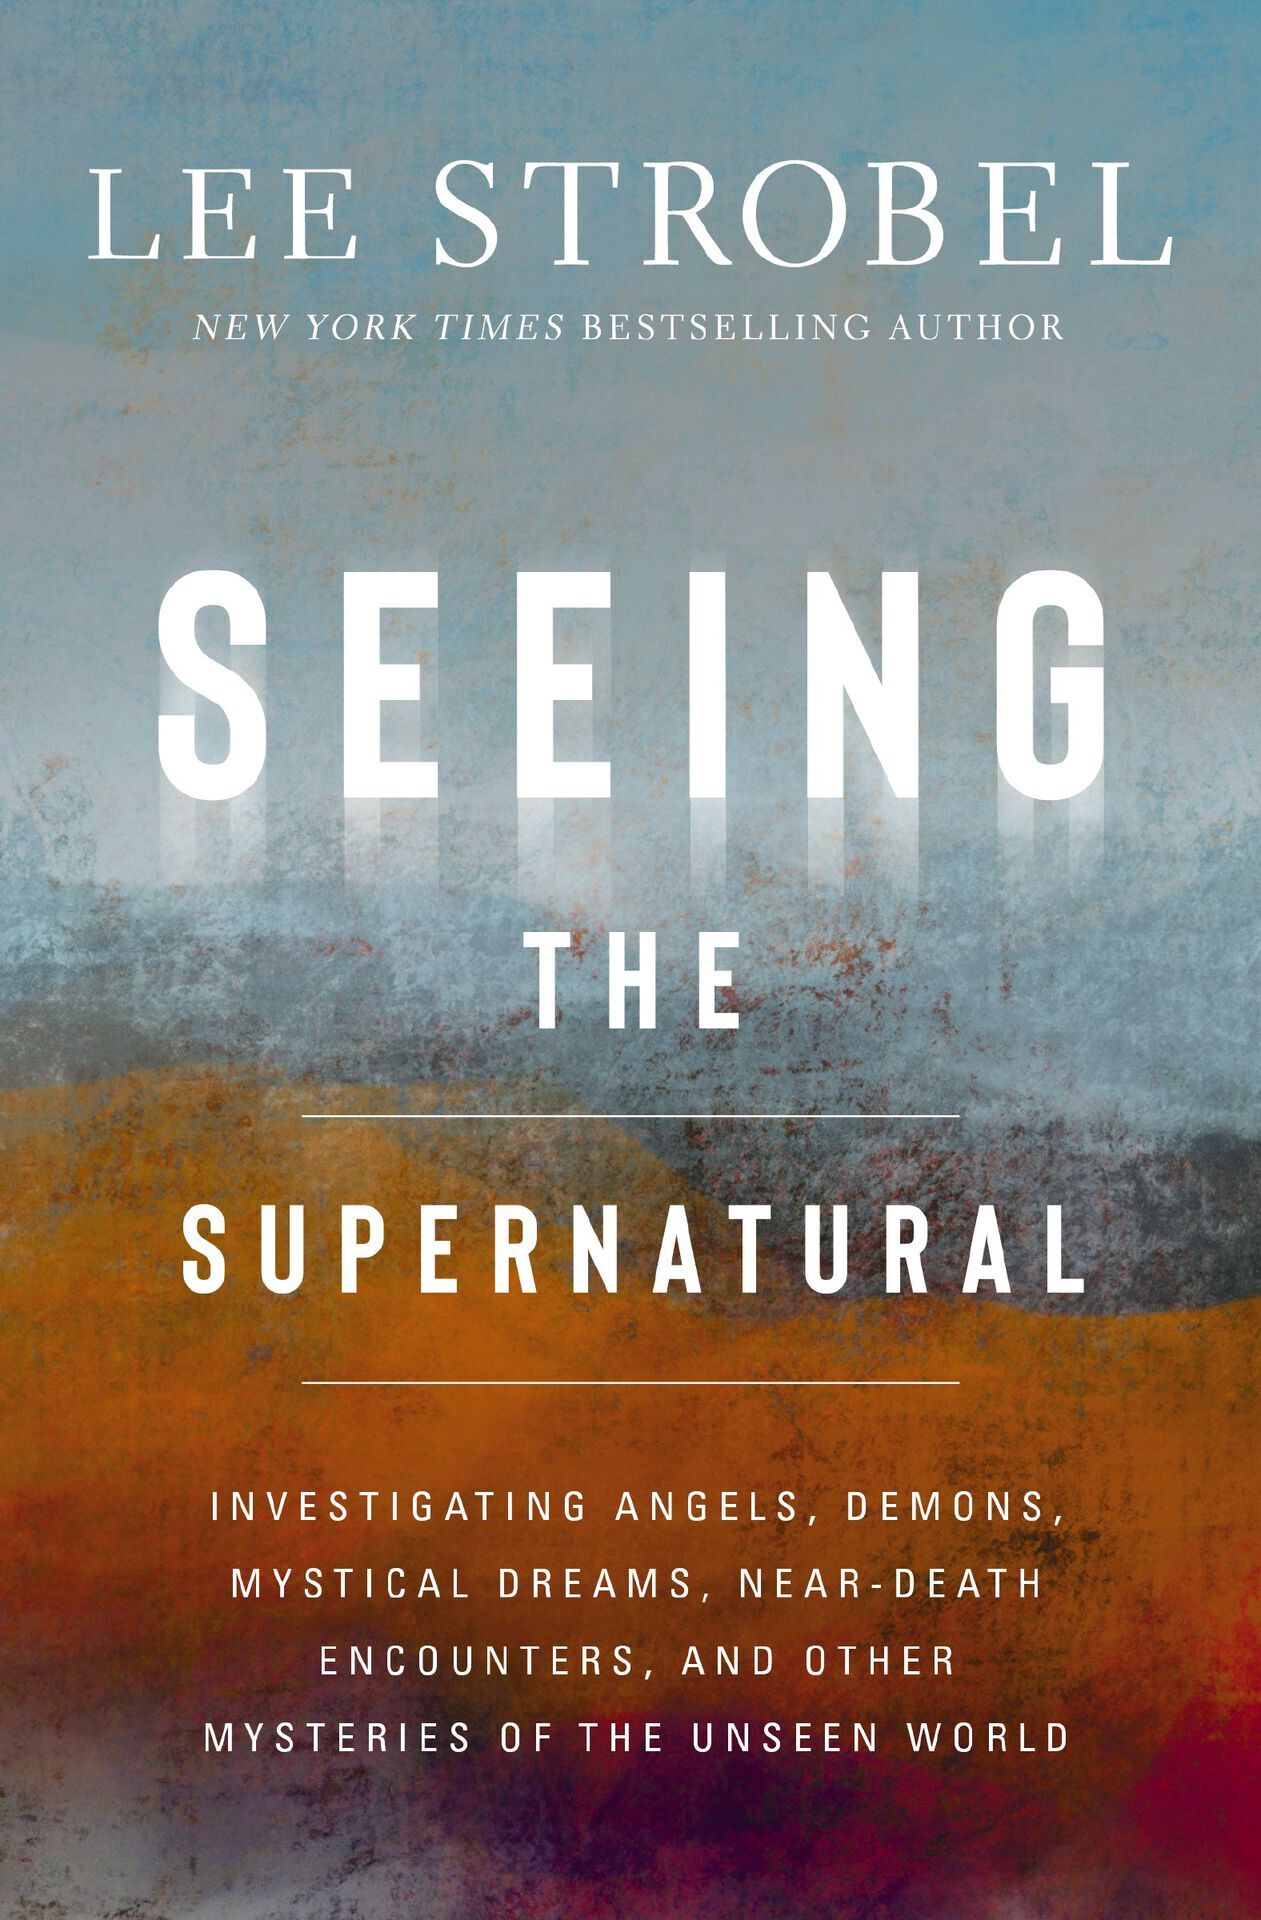 LEE STROBEL
NEW YORK TIMES BESTSELLING AUTHOR
SEEING
THE
SUPERNATURAL
INVESTIGATING ANGELS, DEMONS,
MYSTICAL DREAMS, NEAR-DEATH
ENCOUNTERS, AND OTHER
MYSTERIES OF THE UNSEEN WORLD